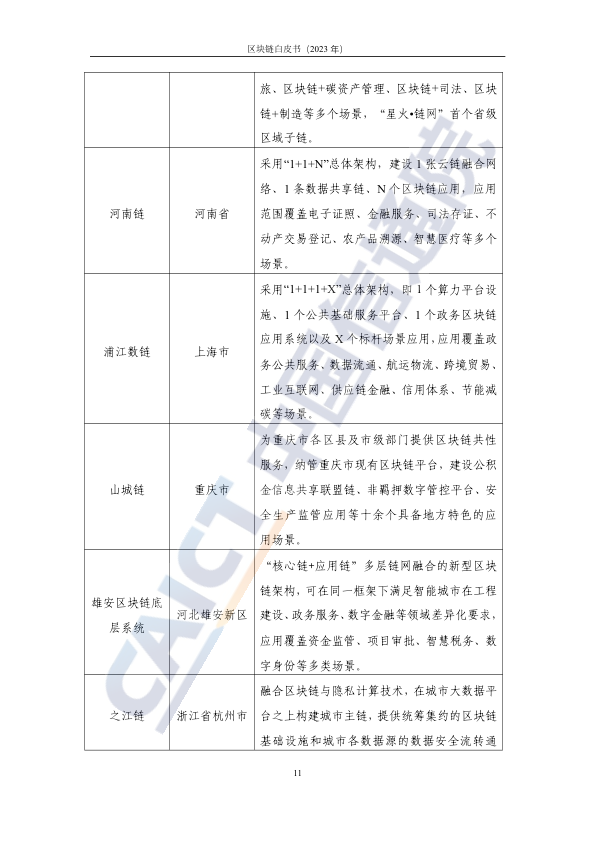 区块链白皮书（2023 年）
旅、区块链+碳资产管理、区块链+司法、区块
链+制造等多个场景，“星火•链网”首个省级
区域子链。
河南链
河南省
采用“1+1+N”总体架构，建设 1 张云链融合网
络、1 条数据共享链、N 个区块链应用，应用
范围覆盖电子证照、金融服务、司法存证、不
动产交易登记、农产品溯源、智慧医疗等多个
场景。
浦江数链
上海市
采用“1+1+1+X”总体架构，即 1 个算力平台设
施、1 个公共基础服务平台、1 个政务区块链
应用系统以及 X 个标杆场景应用，应用覆盖政
务公共服务、数据流通、航运物流、跨境贸易、
工业互联网、供应链金融、信用体系、节能减
碳等场景。
山城链
重庆市
为重庆市各区县及市级部门提供区块链共性
服务，纳管重庆市现有区块链平台，建设公积
金信息共享联盟链、非羁押数字管控平台、安
全生产监管应用等十余个具备地方特色的应
用场景。
雄安区块链底
层系统
河北雄安新区
“核心链+应用链”多层链网融合的新型区块
链架构，可在同一框架下满足智能城市在工程
建设、政务服务、数字金融等领域差异化要求，
应用覆盖资金监管、项目审批、智慧税务、数
字身份等多类场景。
之江链
浙江省杭州市
融合区块链与隐私计算技术，在城市大数据平
台之上构建城市主链，提供统筹集约的区块链
基础设施和城市各数据源的数据安全流转通
11
CAICT 中国信通院